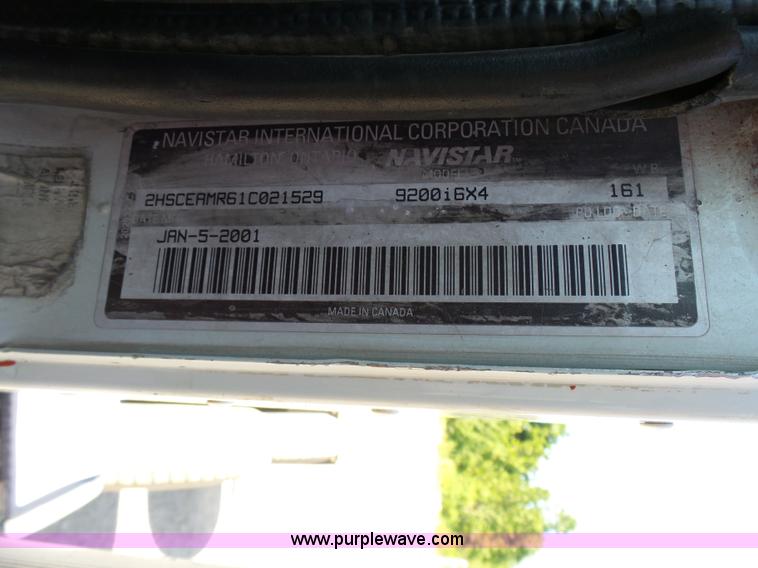 NAVISTAR INTERNATIONAL CORPORATION CANADA
HAMILTON ONTARIO NAVISTAR
MODEL W.B.
2HSCEAMR61C021529 9200i6X4 161
JAN-5-2001
MADE IN CANADA
www.purplewave.com